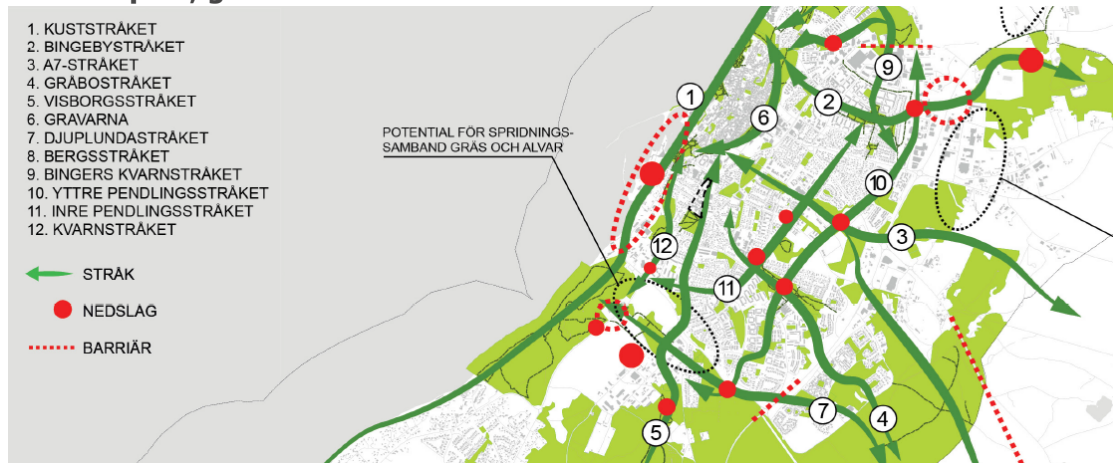 1. KUSTSTRÅKET
2. BINGEBYSTRÅKET
3. A7-STRÅKET
4. GRÅBOSTRÅKET
5. VISBORGSSTRÅKET
6. GRAVARNA
7. DJUPLUNDASTRÅKET
8. BERGSSTRÅKET
9. BINGERS KVARNSTRÅKET
10. YTTRE PENDLINGSSTRÅKET
11. INRE PENDLINGSSTRÅKET
12. KVARNSTRÅKET
STRÅK
NEDSLAG
BARRIÄR
POTENTIAL FÖR SPRIDNINGS-
SAMBAND GRÄS OCH ALVAR
1
9
2
6
10
3
12
11
7
4
5